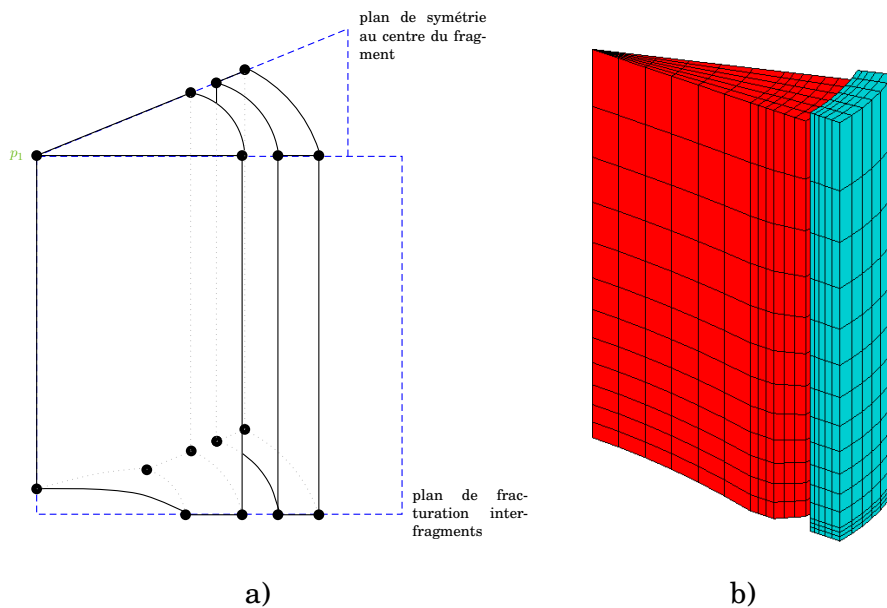 plan de symétrie
au centre du frag-
ment
p₁
plan de frac-
turation inter-
fragments
a)
b)